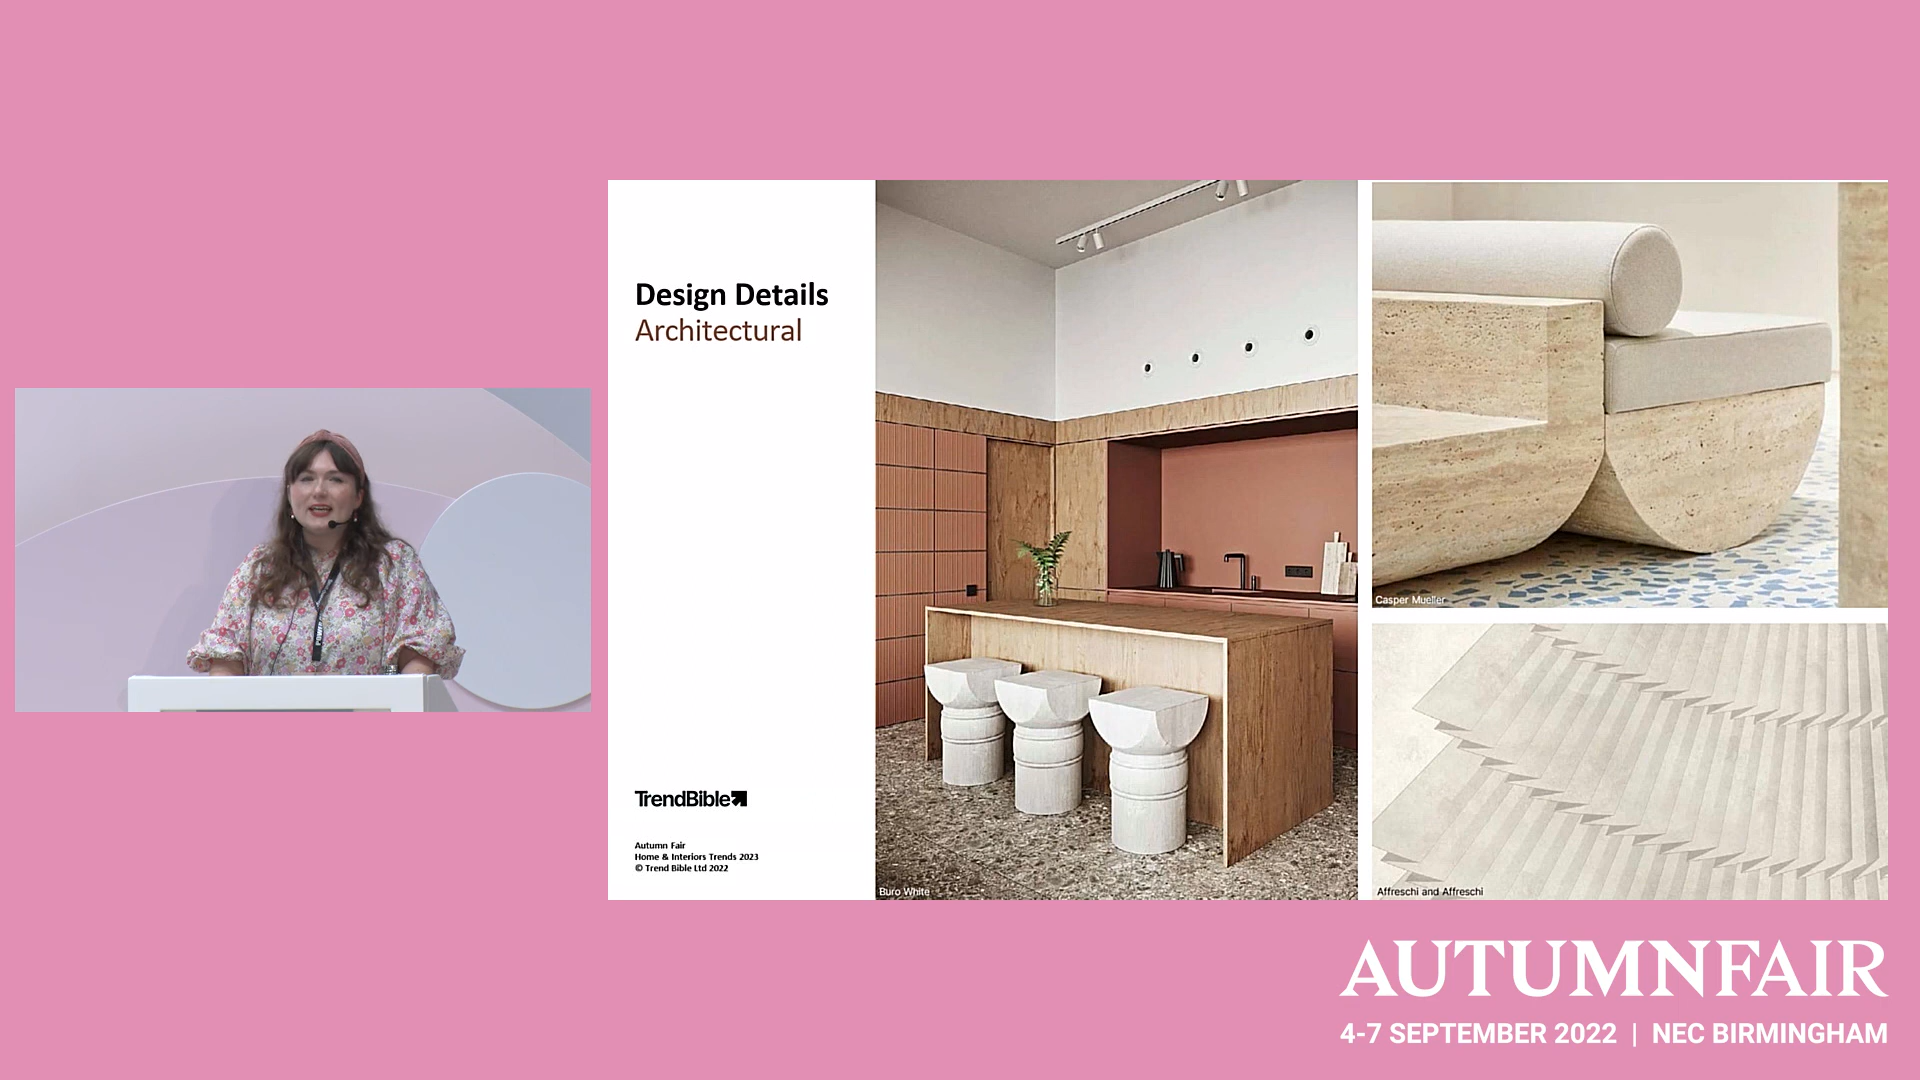 Design Details
Architectural
TrendBible
Autumn Fair
Home & Interiors Trends 2023
© Trend Bible Ltd 2022
Buro White
Casper Mueller
Affreschi and Affreschi
AUTUMNFAIR
4-7 SEPTEMBER 2022 | NEC BIRMINGHAM